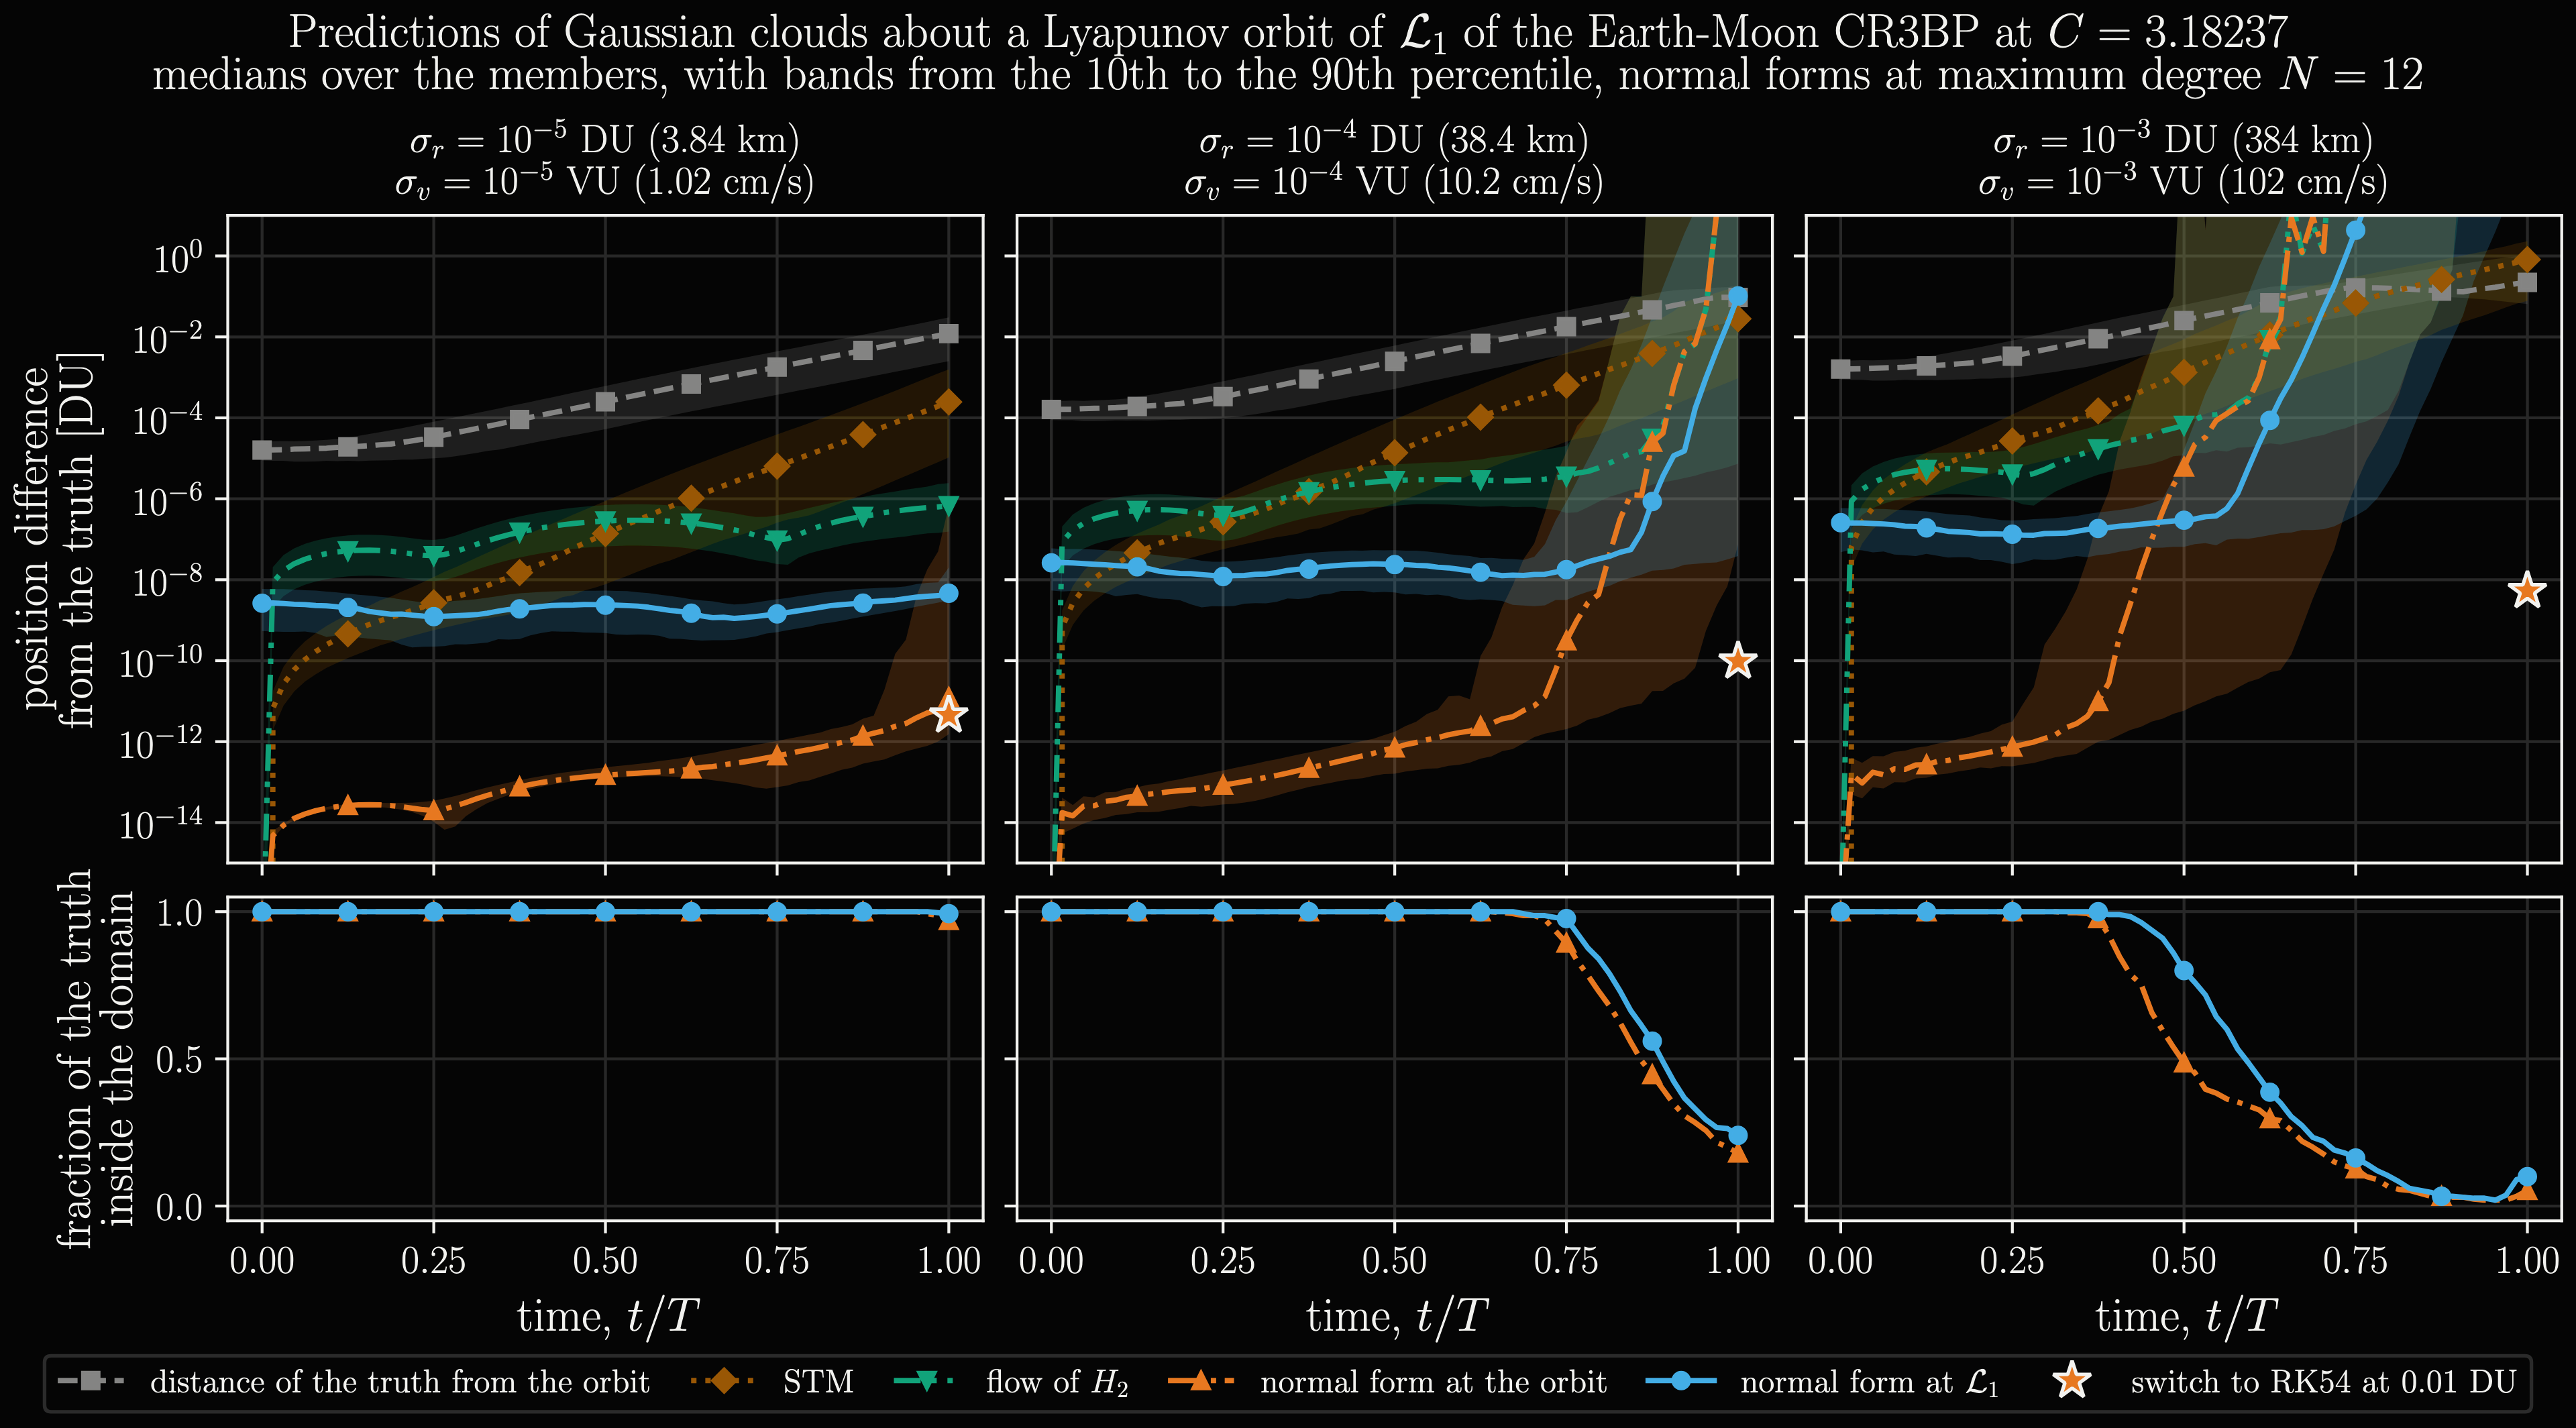 Predictions of Gaussian clouds about a Lyapunov orbit of ℒ₁ of the Earth-Moon CR3BP at C = 3.18237
medians over the members, with bands from the 10th to the 90th percentile, normal forms at maximum degree N = 12
σᵣ = 10⁻⁵ DU (3.84 km)
σᵥ = 10⁻⁵ VU (1.02 cm/s)
σᵣ = 10⁻⁴ DU (38.4 km)
σᵥ = 10⁻⁴ VU (10.2 cm/s)
σᵣ = 10⁻³ DU (384 km)
σᵥ = 10⁻³ VU (102 cm/s)
position difference
from the truth [DU]
10⁰
10⁻²
10⁻⁴
10⁻⁶
10⁻⁸
10⁻¹⁰
10⁻¹²
10⁻¹⁴
fraction of the truth
inside the domain
1.0
0.5
0.0
0.00 0.25 0.50 0.75 1.00
0.00 0.25 0.50 0.75 1.00
0.00 0.25 0.50 0.75 1.00
time, t/T
time, t/T
time, t/T
distance of the truth from the orbit
STM
flow of H₂
normal form at the orbit
normal form at ℒ₁
switch to RK54 at 0.01 DU